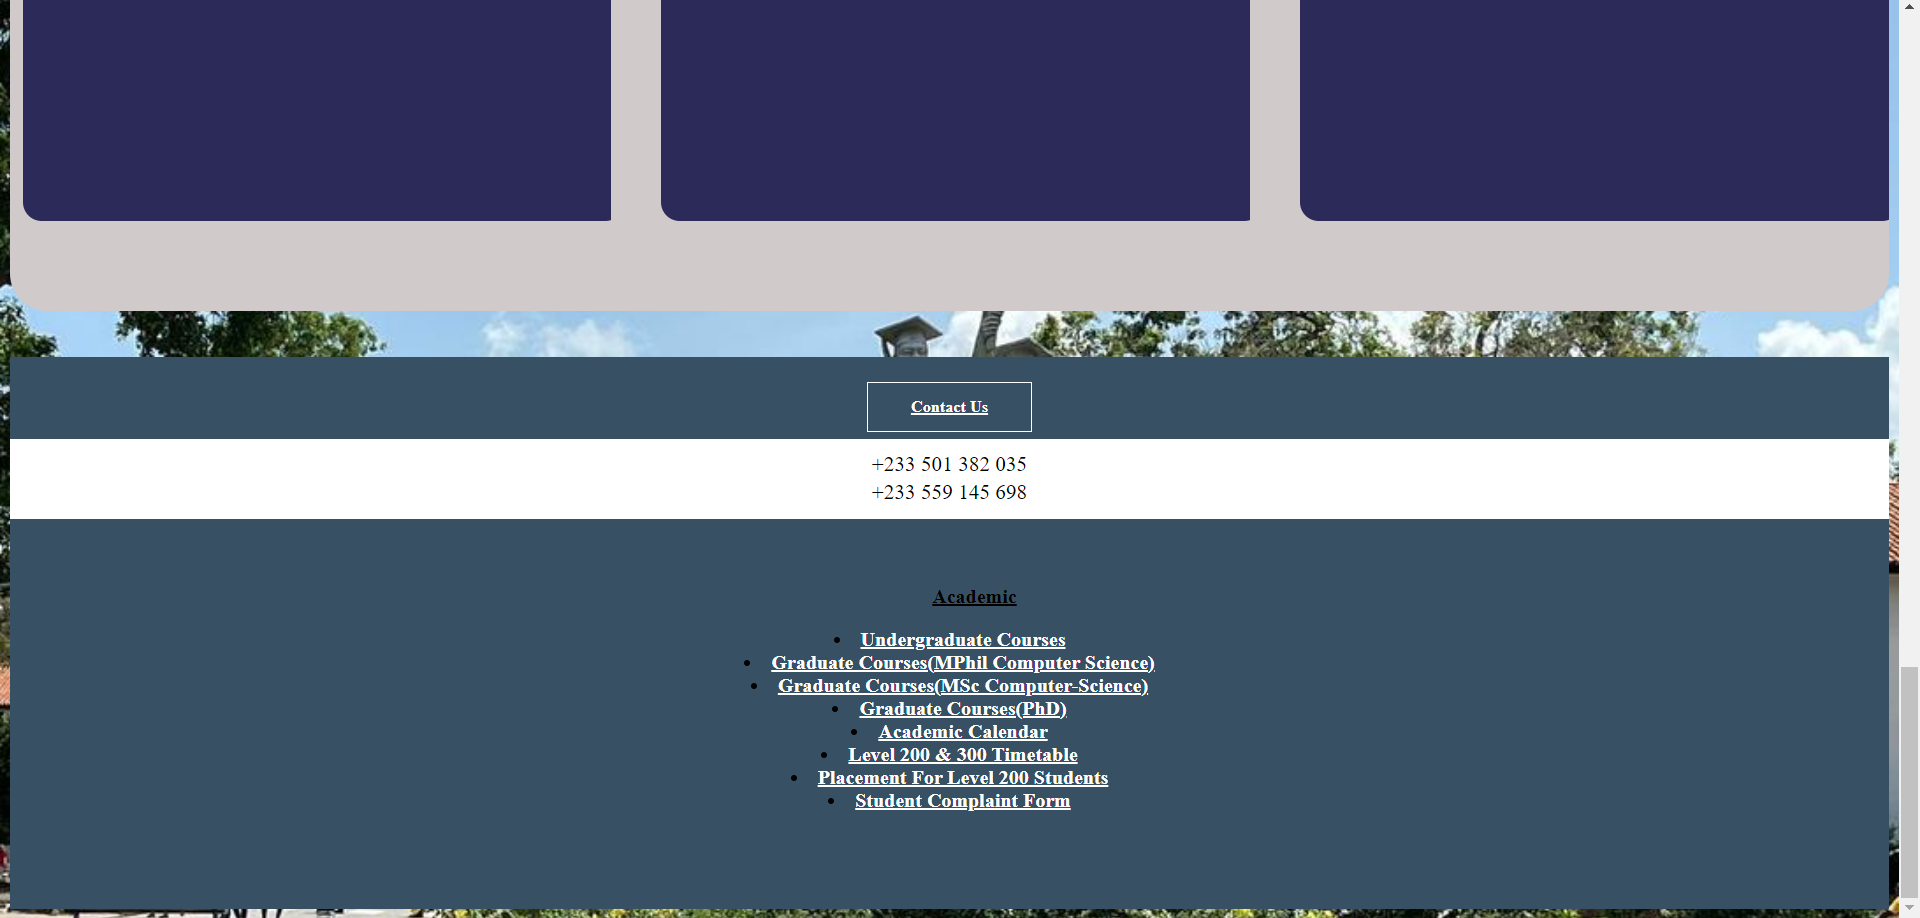 Contact Us
+233 501 382 035
+233 559 145 698
Academic
Undergraduate Courses
Graduate Courses(MPhil Computer Science)
Graduate Courses(MSc Computer-Science)
Graduate Courses(PhD)
Academic Calendar
Level 200 & 300 Timetable
Placement For Level 200 Students
Student Complaint Form